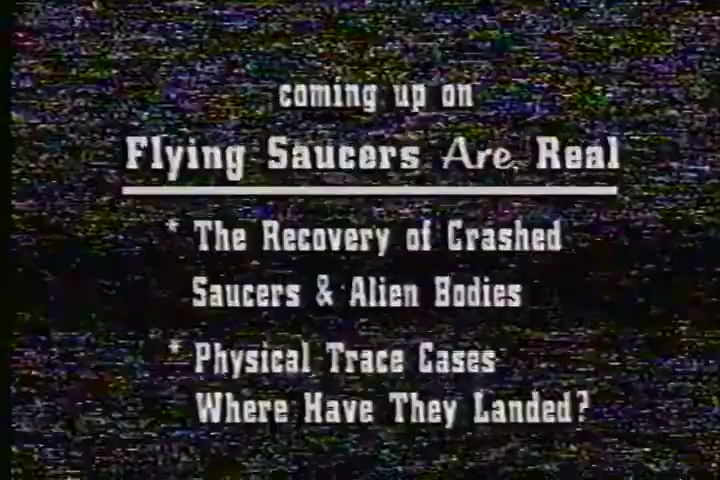 coming up on
Flying Saucers Are Real
* The Recovery of Crashed
Saucers & Alien Bodies
* Physical Trace Cases
Where Have They Landed?